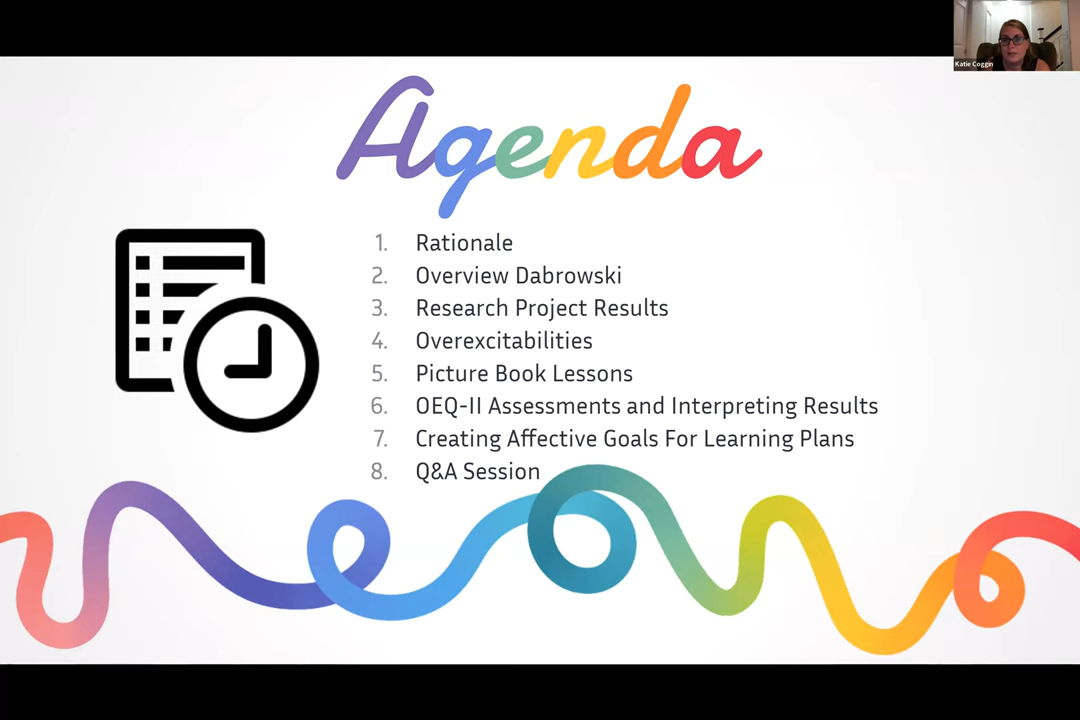 Katie Coggin
Agenda
1. Rationale
2. Overview Dabrowski
3. Research Project Results
4. Overexcitabilities
5. Picture Book Lessons
6. OEQ-II Assessments and Interpreting Results
7. Creating Affective Goals For Learning Plans
8. Q&A Session